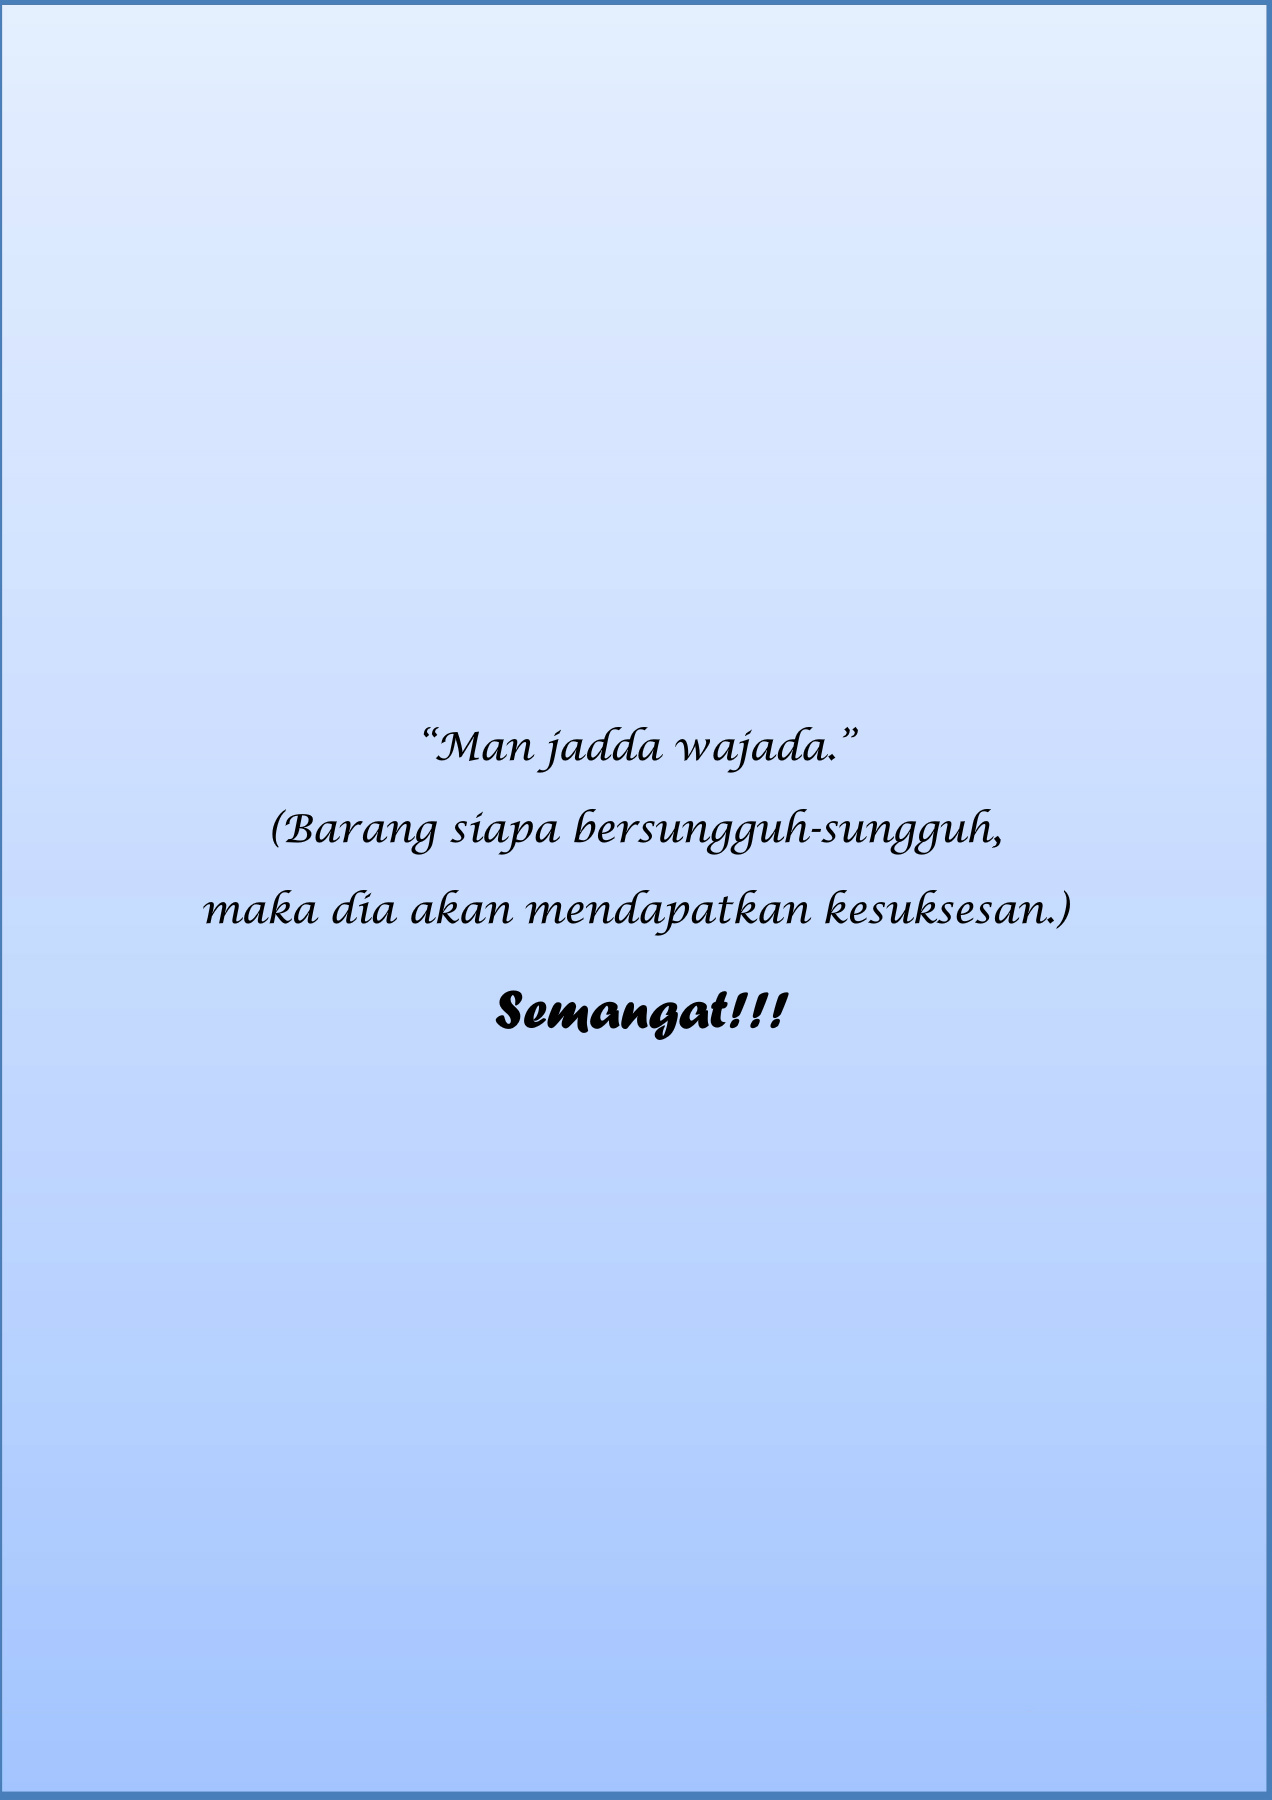 “Man jadda wajada.”
(Barang siapa bersungguh-sungguh,
maka dia akan mendapatkan kesuksesan.)
Semangat!!!